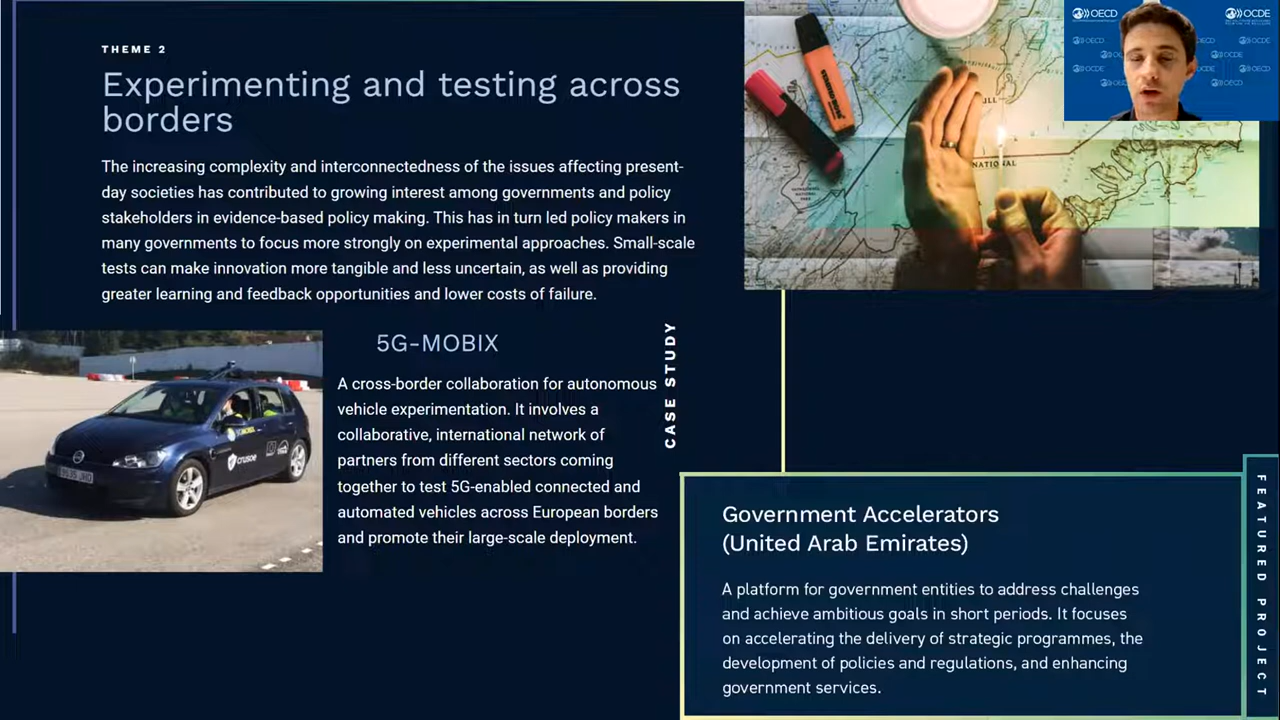 THEME 2
Experimenting and testing across
borders
The increasing complexity and interconnectedness of the issues affecting present-
day societies has contributed to growing interest among governments and policy
stakeholders in evidence-based policy making. This has in turn led policy makers in
many governments to focus more strongly on experimental approaches. Small-scale
tests can make innovation more tangible and less uncertain, as well as providing
greater learning and feedback opportunities and lower costs of failure.
5G-MOBIX
A cross-border collaboration for autonomous
vehicle experimentation. It involves a
collaborative, international network of
partners from different sectors coming
together to test 5G-enabled connected and
automated vehicles across European borders
and promote their large-scale deployment.
CASE STUDY
Government Accelerators
(United Arab Emirates)
A platform for government entities to address challenges
and achieve ambitious goals in short periods. It focuses
on accelerating the delivery of strategic programmes, the
development of policies and regulations, and enhancing
government services.
FEATURED PROJECT
OECD
OCDE
OECD
OCDE
OCDE
OECD
OCDE
NATIONAL
crusoe